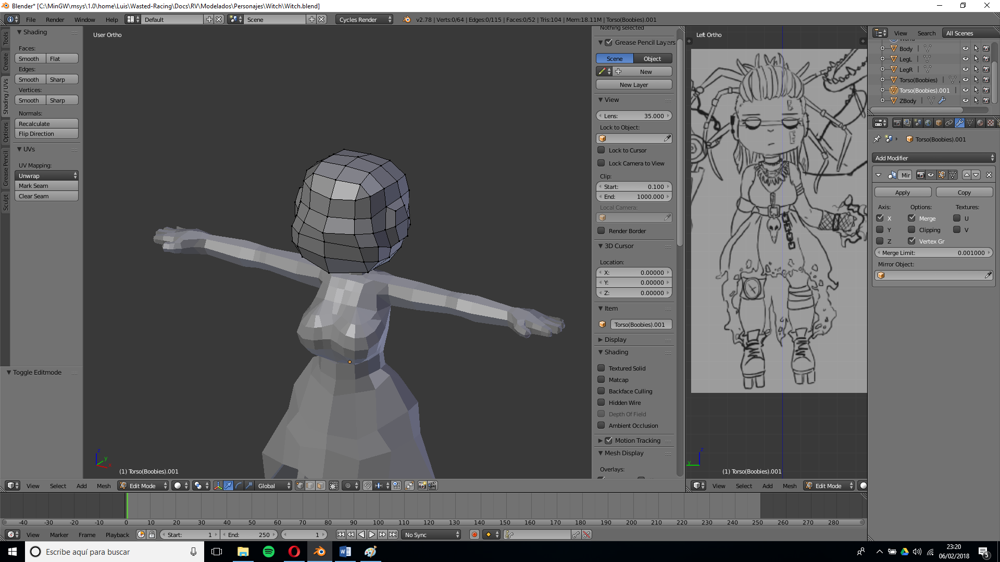 Blender* [C:\MinGW\msys\1.0\home\Luis\Wasted-Racing\Docs\RV\Modelados\Personajes\Witch\Witch.blend]
File Render Window Help Default Scene Cycles Render v2.78 | Verts:0/64 | Edges:0/115 | Faces:0/52 | Tris:104 | Mem:18.11M | Torso(Boobies).001
Tools
Create
Shading / UVs
Options
Grease Pencil
Sculpt
Shading
Faces:
Smooth Flat
Edges:
Smooth Sharp
Vertices:
Smooth Sharp
Normals:
Recalculate
Flip Direction
UVs
UV Mapping:
Unwrap
Mark Seam
Clear Seam
Toggle Editmode
User Ortho
z
y
x
(1) Torso(Boobies).001
Nothing selected
Grease Pencil Layers
Scene Object
New
New Layer
View
Lens: 35.000
Lock to Object:
Lock to Cursor
Lock Camera to View
Clip:
Start: 0.100
End: 1000.000
Local Camera:
Render Border
3D Cursor
Location:
X: 0.00000
Y: 0.00000
Z: 0.00000
Item
Torso(Boobies).001
Display
Shading
Textured Solid
Matcap
Backface Culling
Hidden Wire
Depth Of Field
Ambient Occlusion
Motion Tracking
Mesh Display
Overlays:
Left Ortho
z
y
(1) Torso(Boobies).001
View Search All Scenes
World
Body
LegL
LegR
Torso(Boobies)
Torso(Boobies).001
ZBody
Torso(Boobies).001
Add Modifier
Mir
Apply Copy
Axis: Options: Textures:
X Merge U
Y Clipping V
Z Vertex Gr
Merge Limit: 0.001000
Mirror Object:
View Select Add Mesh Edit Mode Global
View Select Add Mesh Edit Mode
-40 -30 -20 -10 0 10 20 30 40 50 60 70 80 90 100 110 120 130 140 150 160 170 180 190 200 210 220 230 240 250 260 270 280
View Marker Frame Playback Start: 1 End: 250 1 No Sync
Escribe aquí para buscar
23:20
06/02/2018
5